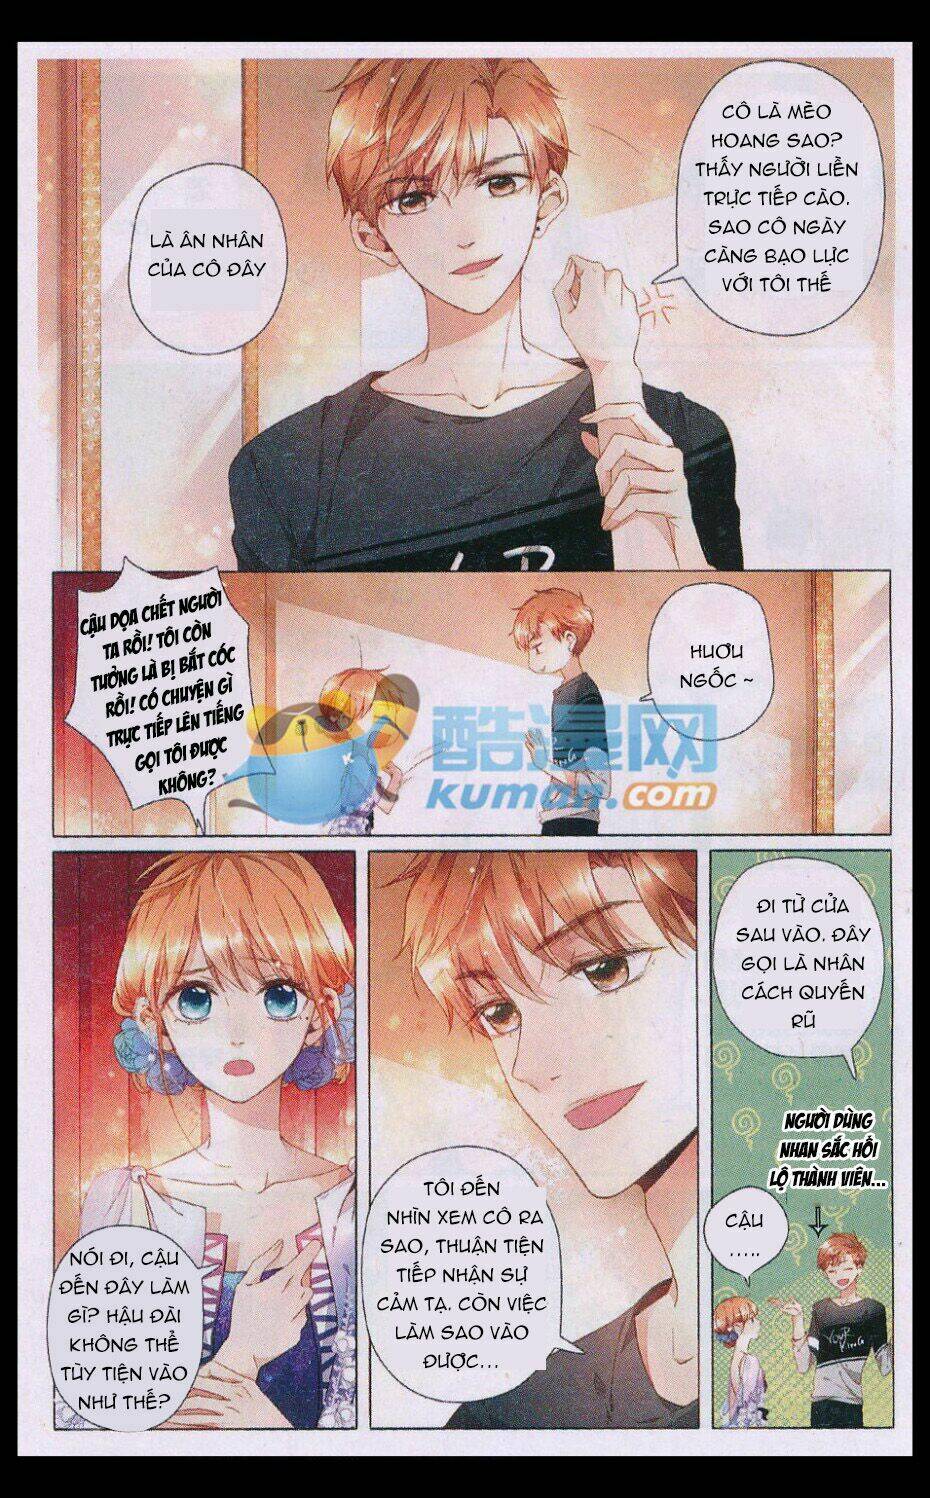 CÔ LÀ MÈO
HOANG SAO?
THẤY NGƯỜI LIỀN
TRỰC TIẾP CÀO.
SAO CÔ NGÀY
CÀNG BẠO LỰC
VỚI TÔI THẾ
LÀ ÂN NHÂN
CỦA CÔ ĐÂY
CẬU DỌA CHẾT NGƯỜI
TA RỒI! TÔI CÒN
TƯỞNG LÀ BỊ BẮT CÓC
RỒI! CÓ CHUYỆN GÌ
TRỰC TIẾP LÊN TIẾNG
GỌI TÔI ĐƯỢC
KHÔNG?
HƯƠU
NGỐC ~
酷漫网
kuman.com
NÓI ĐI, CẬU
ĐẾN ĐÂY LÀM
GÌ? HẬU ĐÀI
KHÔNG THỂ
TÙY TIỆN VÀO
NHƯ THẾ?
TÔI ĐẾN
NHÌN XEM CÔ RA
SAO, THUẬN TIỆN
TIẾP NHẬN SỰ
CẢM TẠ. CÒN VIỆC
LÀM SAO VÀO
ĐƯỢC...
ĐI TỪ CỬA
SAU VÀO. ĐÂY
GỌI LÀ NHÂN
CÁCH QUYẾN
RŨ
NGƯỜI DÙNG
NHAN SẮC HỐI
LỘ THÀNH VIÊN...
CẬU
.....
YOUR
KING